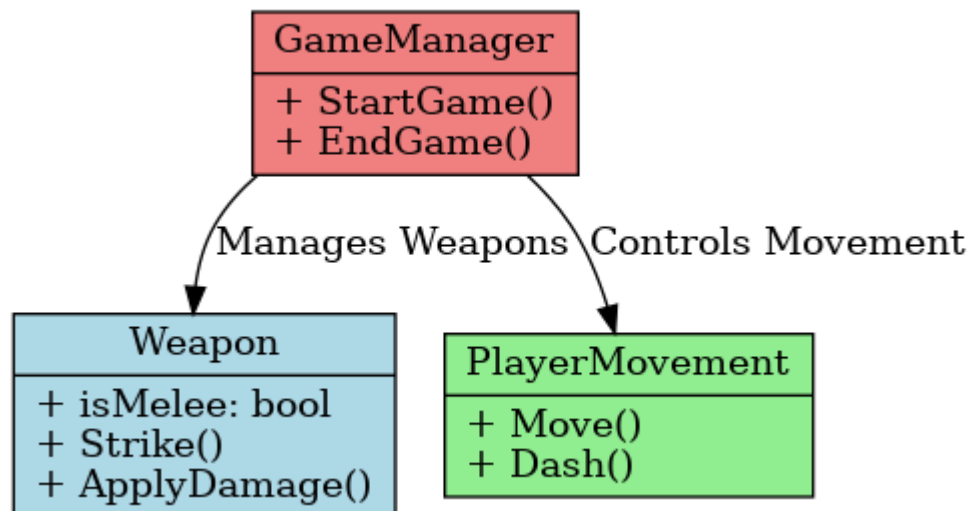 GameManager
+ StartGame()
+ EndGame()
Manages Weapons
Controls Movement
Weapon
+ isMelee: bool
+ Strike()
+ ApplyDamage()
PlayerMovement
+ Move()
+ Dash()